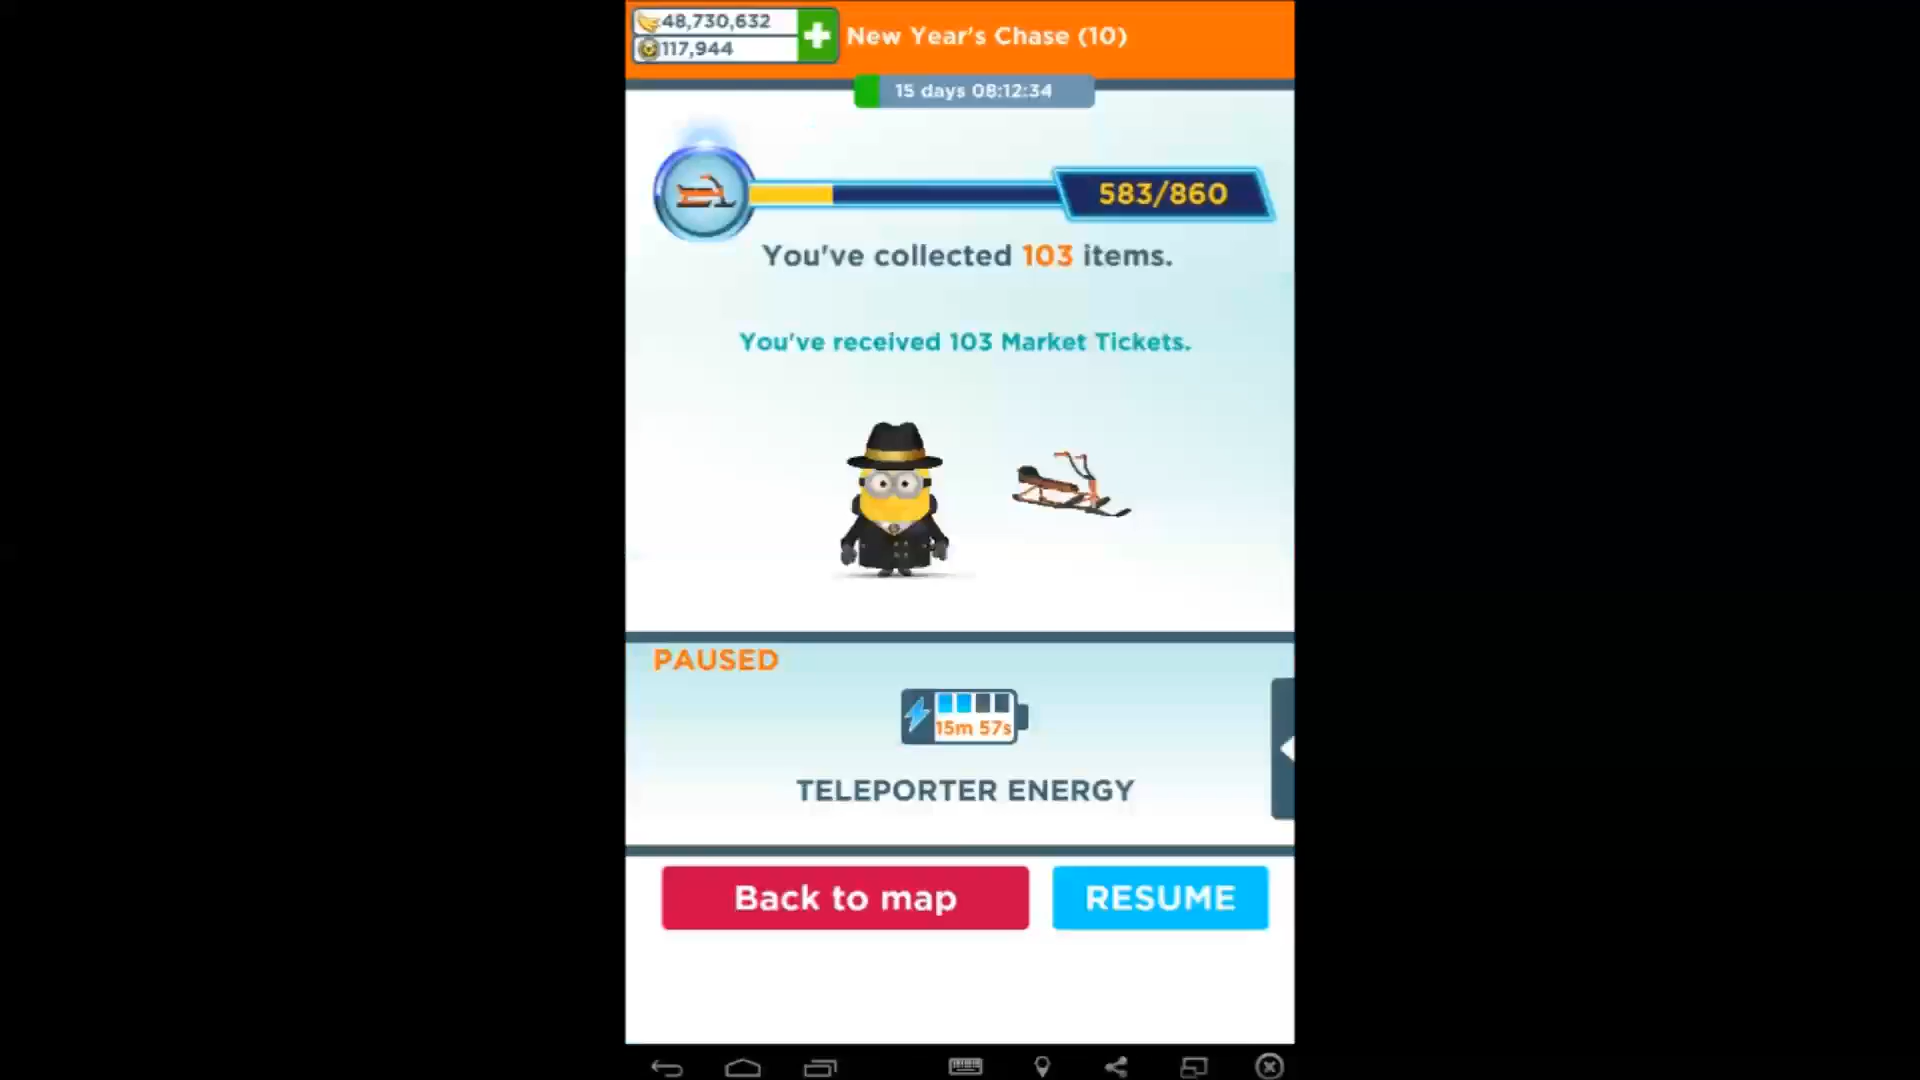 48,730,632
117,944
New Year's Chase (10)
15 days 08:12:34
583/860
You've collected 103 items.
You've received 103 Market Tickets.
PAUSED
15m 57s
TELEPORTER ENERGY
Back to map
RESUME